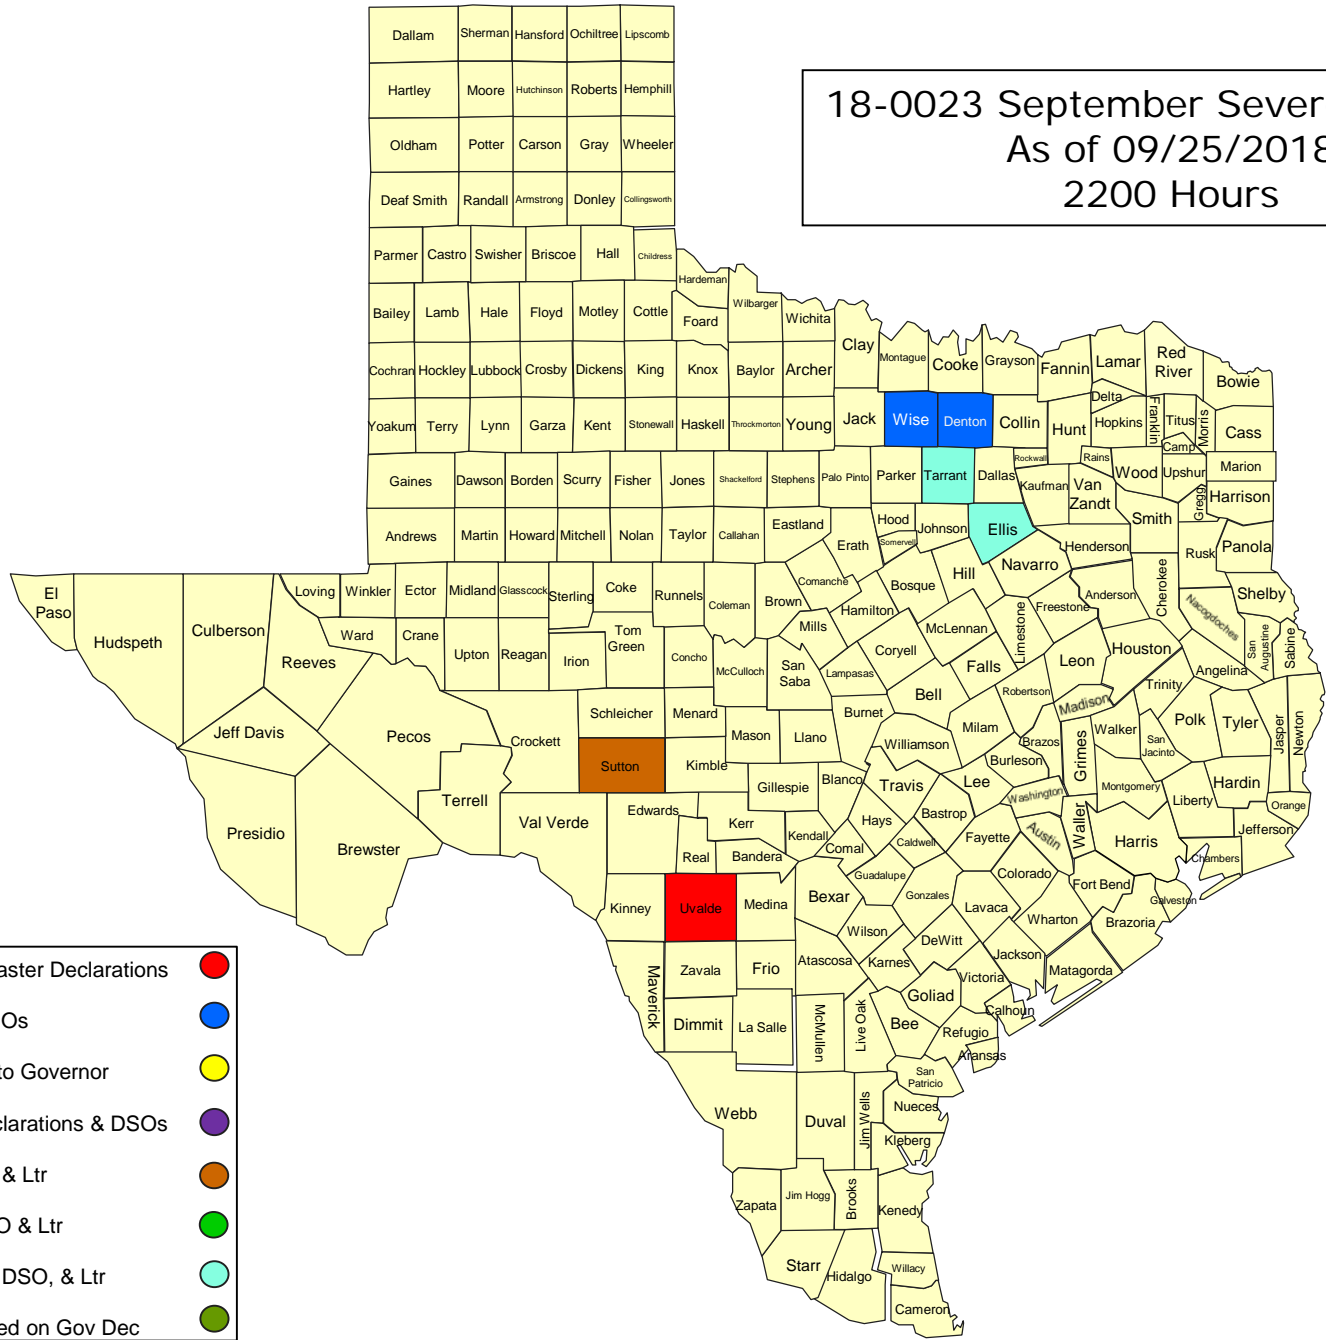 Dallam Sherman Hansford Ochiltree Lipscomb
Hartley Moore Hutchinson Roberts Hemphill
18-0023 September Sever
As of 09/25/2018
2200 Hours
Oldham Potter Carson Gray Wheeler
Deaf Smith Randall Armstrong Donley Collingsworth
Parmer Castro Swisher Briscoe Hall Childress
Hardeman
Bailey Lamb Hale Floyd Motley Cottle Foard Wilbarger Wichita
Clay Montague Cooke Grayson Fannin Lamar Red
River Bowie
Cochran Hockley Lubbock Crosby Dickens King Knox Baylor Archer
Yoakum Terry Lynn Garza Kent Stonewall Haskell Throckmorton Young Jack Wise Denton Collin Hunt Delta Hopkins Franklin Titus Camp Morris Cass
Gaines Dawson Borden Scurry Fisher Jones Shackelford Stephens Palo Pinto Parker Tarrant Dallas Rockwall Kaufman Rains Van
Zandt Wood Upshur Gregg Marion
Harrison
Andrews Martin Howard Mitchell Nolan Taylor Callahan Eastland Erath Hood Somervell Johnson Ellis Henderson Smith Rusk Panola
El
Paso Hudspeth Culberson Loving Winkler Ector Midland Glasscock Sterling Coke Runnels Coleman Brown Comanche Hamilton Bosque Hill Navarro Freestone Anderson Cherokee Nacogdoches Shelby
Reeves Ward Crane Upton Reagan Irion Tom
Green Concho McCulloch San
Saba Mills Lampasas Coryell McLennan Limestone Falls Leon Houston Angelina San
Augustine Sabine
Jeff Davis Pecos Crockett Schleicher Menard Mason Llano Burnet Bell Milam Robertson Madison Trinity Walker Polk Tyler Jasper Newton
San
Jacinto
Sutton Kimble Gillespie Blanco Williamson Travis Lee Burleson Brazos Grimes Washington Montgomery Liberty Hardin Orange
Presidio Brewster Terrell Val Verde Edwards Kerr Kendall Hays Comal Caldwell Bastrop Fayette Austin Waller Harris Jefferson Chambers
Real Bandera Guadalupe Gonzales Colorado Fort Bend Galveston
Kinney Uvalde Medina Bexar Wilson Lavaca Wharton Brazoria
Maverick Zavala Frio Atascosa Karnes DeWitt Jackson Matagorda
Dimmit La Salle McMullen Live Oak Bee Goliad Victoria Calhoun Refugio Aransas
San
Patricio
Webb Duval Jim Wells Nueces
Kleberg
Zapata Jim Hogg Brooks Kenedy
Starr Hidalgo Willacy
Cameron
aster Declarations
Os
to Governor
clarations & DSOs
& Ltr
O & Ltr
DSO, & Ltr
ed on Gov Dec